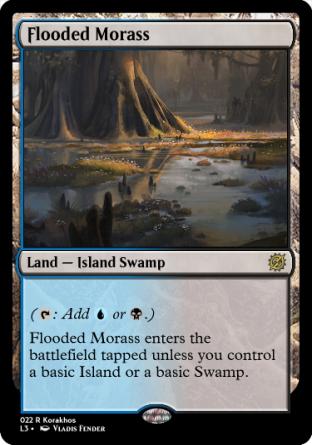 Flooded Morass
Land — Island Swamp
( : Add or .)
Flooded Morass enters the
battlefield tapped unless you control
a basic Island or a basic Swamp.
022 R Korakhos
L3 • Vladis Fender